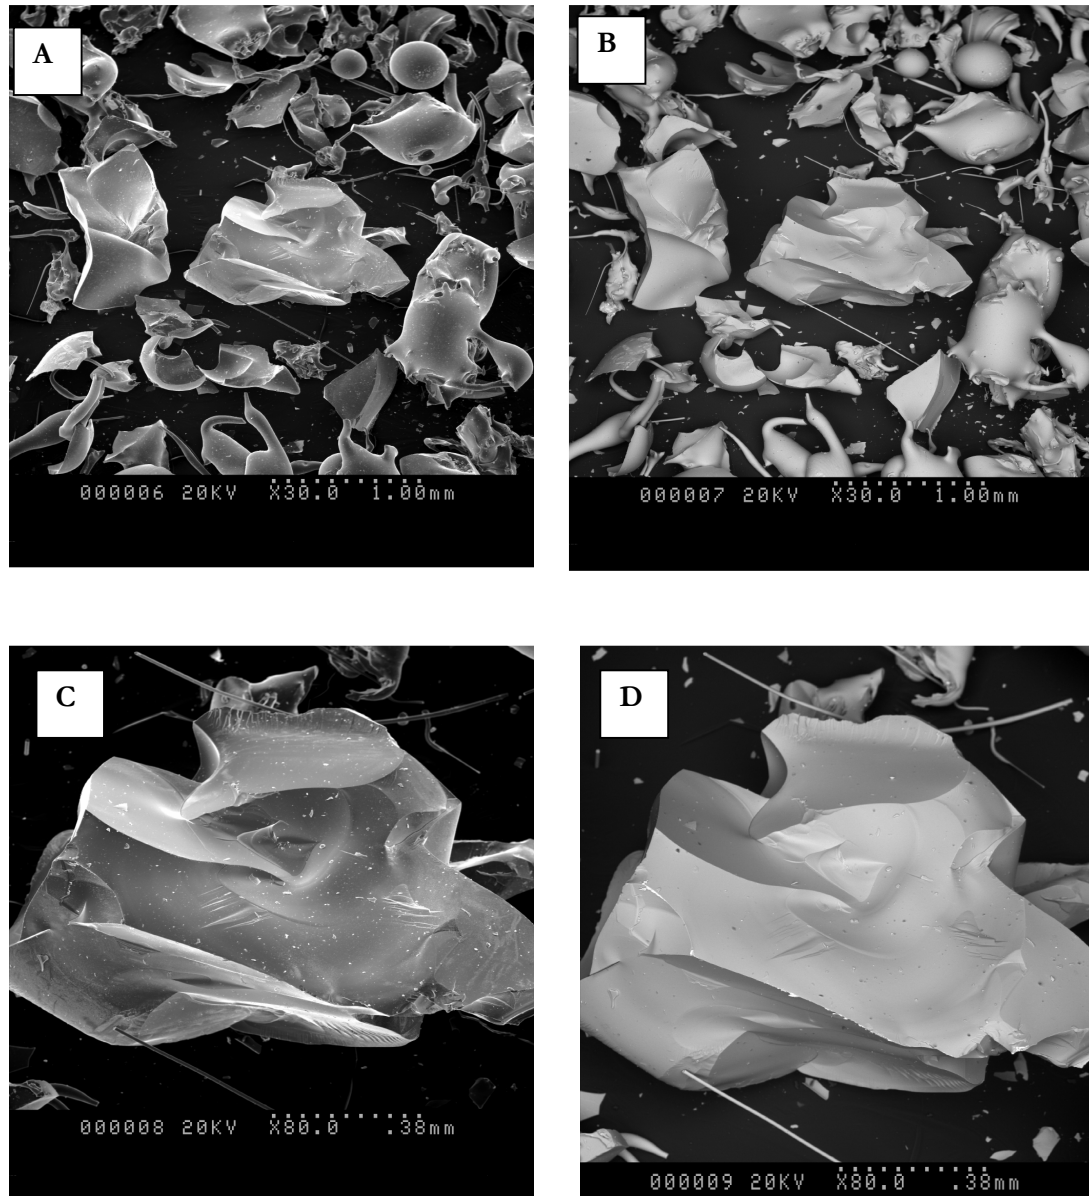 A
B
000006 20KV X30.0 1.00mm
000007 20KV X30.0 1.00mm
C
D
000008 20KV X80.0 .38mm
000009 20KV X80.0 .38mm